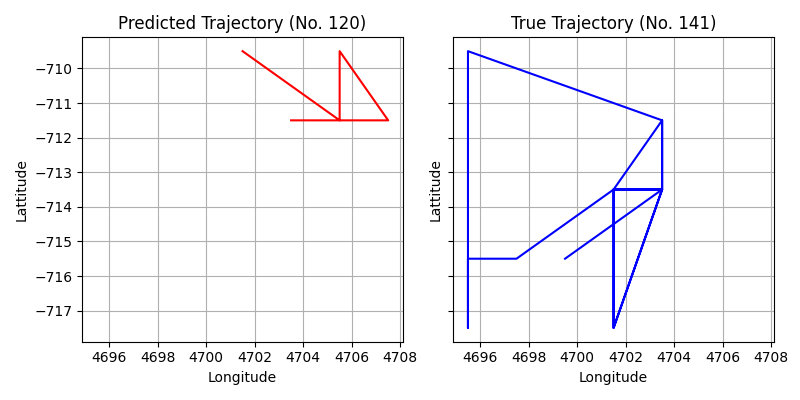 Predicted Trajectory (No. 120)
True Trajectory (No. 141)
Lattitude
−710
−711
−712
−713
−714
−715
−716
−717
4696 4698 4700 4702 4704 4706 4708
Longitude
Lattitude
4696 4698 4700 4702 4704 4706 4708
Longitude